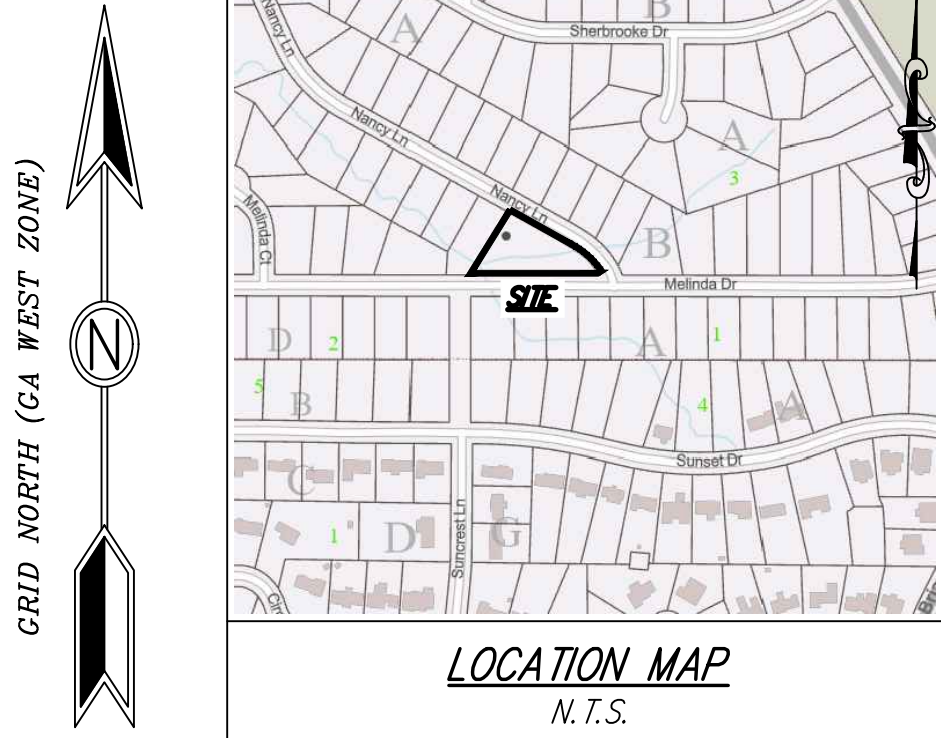 GRID NORTH (GA WEST ZONE)
N
B
Sherbrooke Dr
Nancy Ln
A
Nancy Ln
A
3
Nancy Ln
Melinda Ct
B
Melinda Dr
SITE
D
2
A
1
5
B
4
A
Sunset Dr
C
1
D
G
Suncrest Ln
LOCATION MAP
N.T.S.